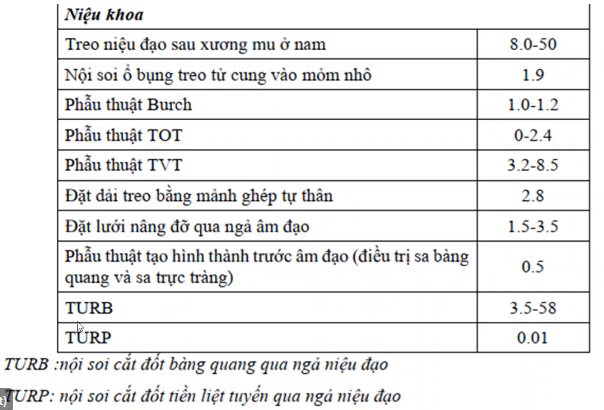 Niệu khoa
Treo niệu đạo sau xương mu ở nam 8.0-50
Nội soi ổ bụng treo tử cung vào mỏm nhô 1.9
Phẫu thuật Burch 1.0-1.2
Phẫu thuật TOT 0-2.4
Phẫu thuật TVT 3.2-8.5
Đặt dải treo bằng mảnh ghép tự thân 2.8
Đặt lưới nâng đỡ qua ngả âm đạo 1.5-3.5
Phẫu thuật tạo hình thành trước âm đạo (điều trị sa bàng
quang và sa trực tràng) 0.5
TURB 3.5-58
TURP 0.01
TURB :nội soi cắt đốt bàng quang qua ngả niệu đạo
TURP: nội soi cắt đốt tiền liệt tuyến qua ngả niệu đạo